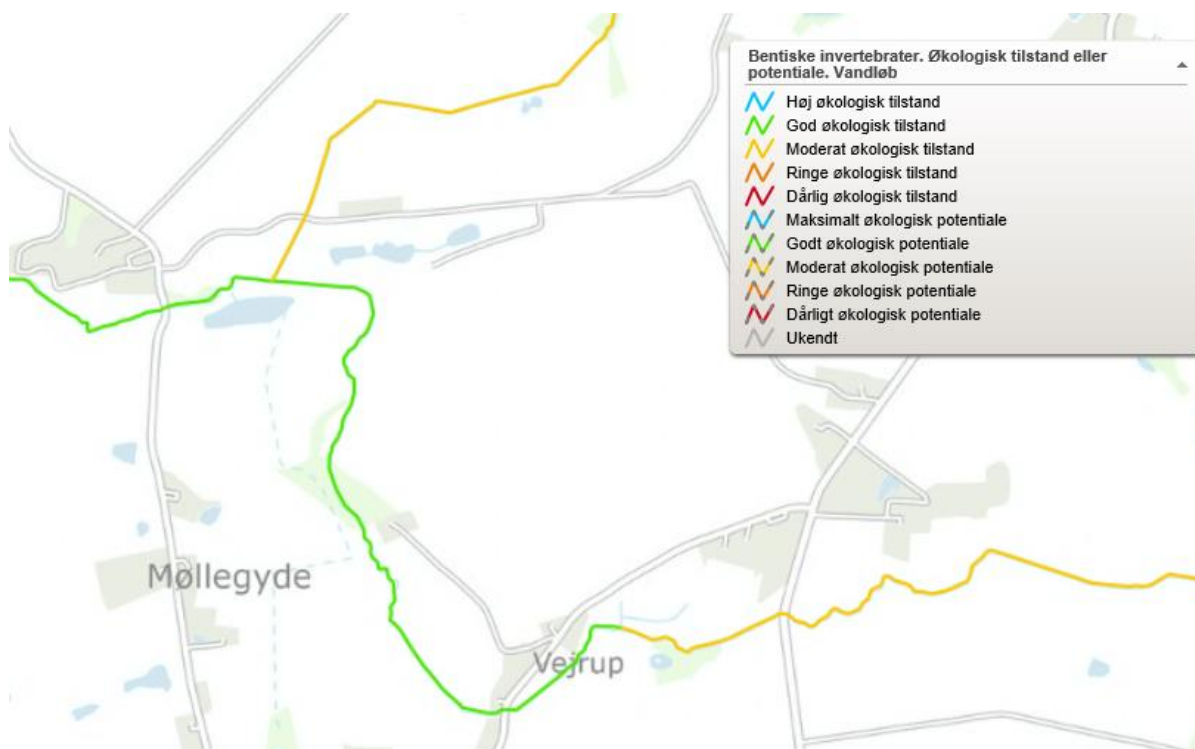 Bentiske invertebrater. Økologisk tilstand eller
potentiale. Vandløb
Høj økologisk tilstand
God økologisk tilstand
Moderat økologisk tilstand
Ringe økologisk tilstand
Dårlig økologisk tilstand
Maksimalt økologisk potentiale
Godt økologisk potentiale
Moderat økologisk potentiale
Ringe økologisk potentiale
Dårligt økologisk potentiale
Ukendt
Møllegyde
Vejrup